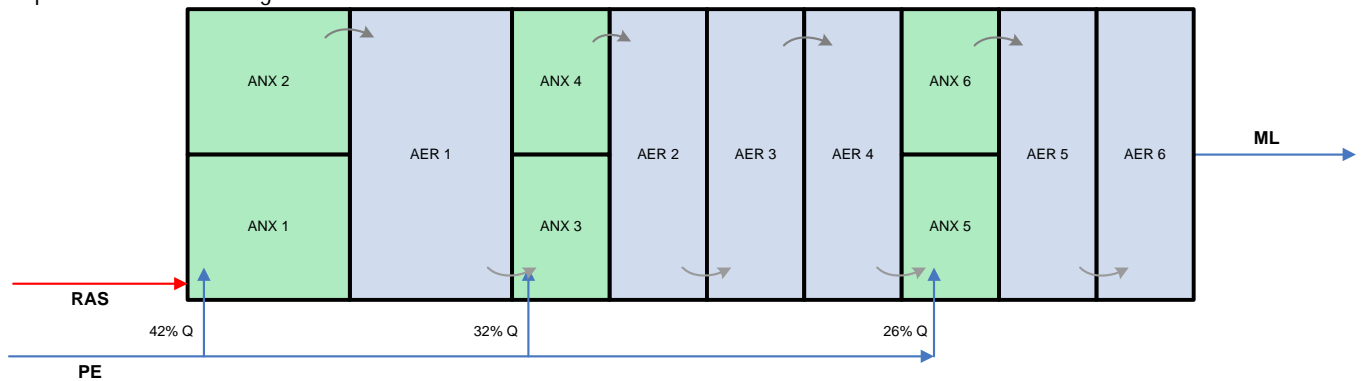 ANX 2
ANX 4
ANX 6
AER 1
AER 2
AER 3
AER 4
AER 5
AER 6
ML
ANX 1
ANX 3
ANX 5
RAS
42% Q
32% Q
26% Q
PE